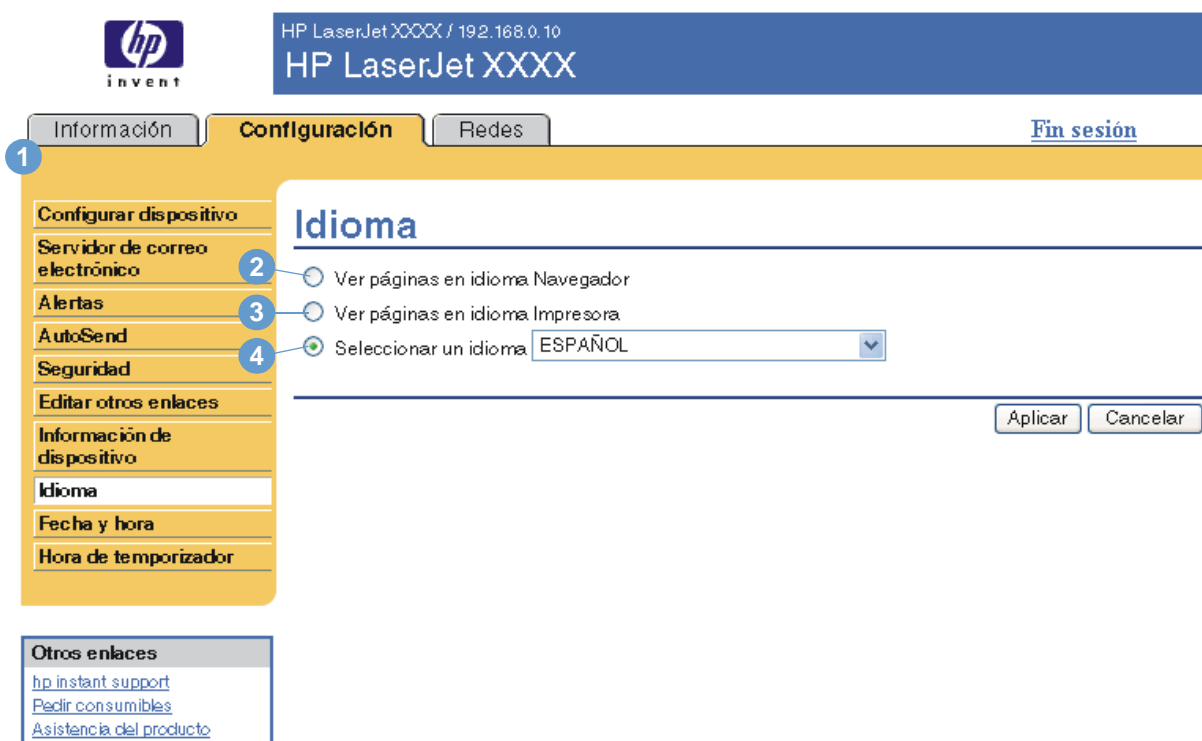 hp
invent
HP LaserJet XXXX / 192.168.0.10
HP LaserJet XXXX
Información
Configuración
Redes
Fin sesión
1
Configurar dispositivo
Servidor de correo
electrónico
Alertas
AutoSend
Seguridad
Editar otros enlaces
Información de
dispositivo
Idioma
Fecha y hora
Hora de temporizador
Idioma
2
Ver páginas en idioma Navegador
3
Ver páginas en idioma Impresora
4
Seleccionar un idioma ESPAÑOL
Aplicar
Cancelar
Otros enlaces
hp instant support
Pedir consumibles
Asistencia del producto